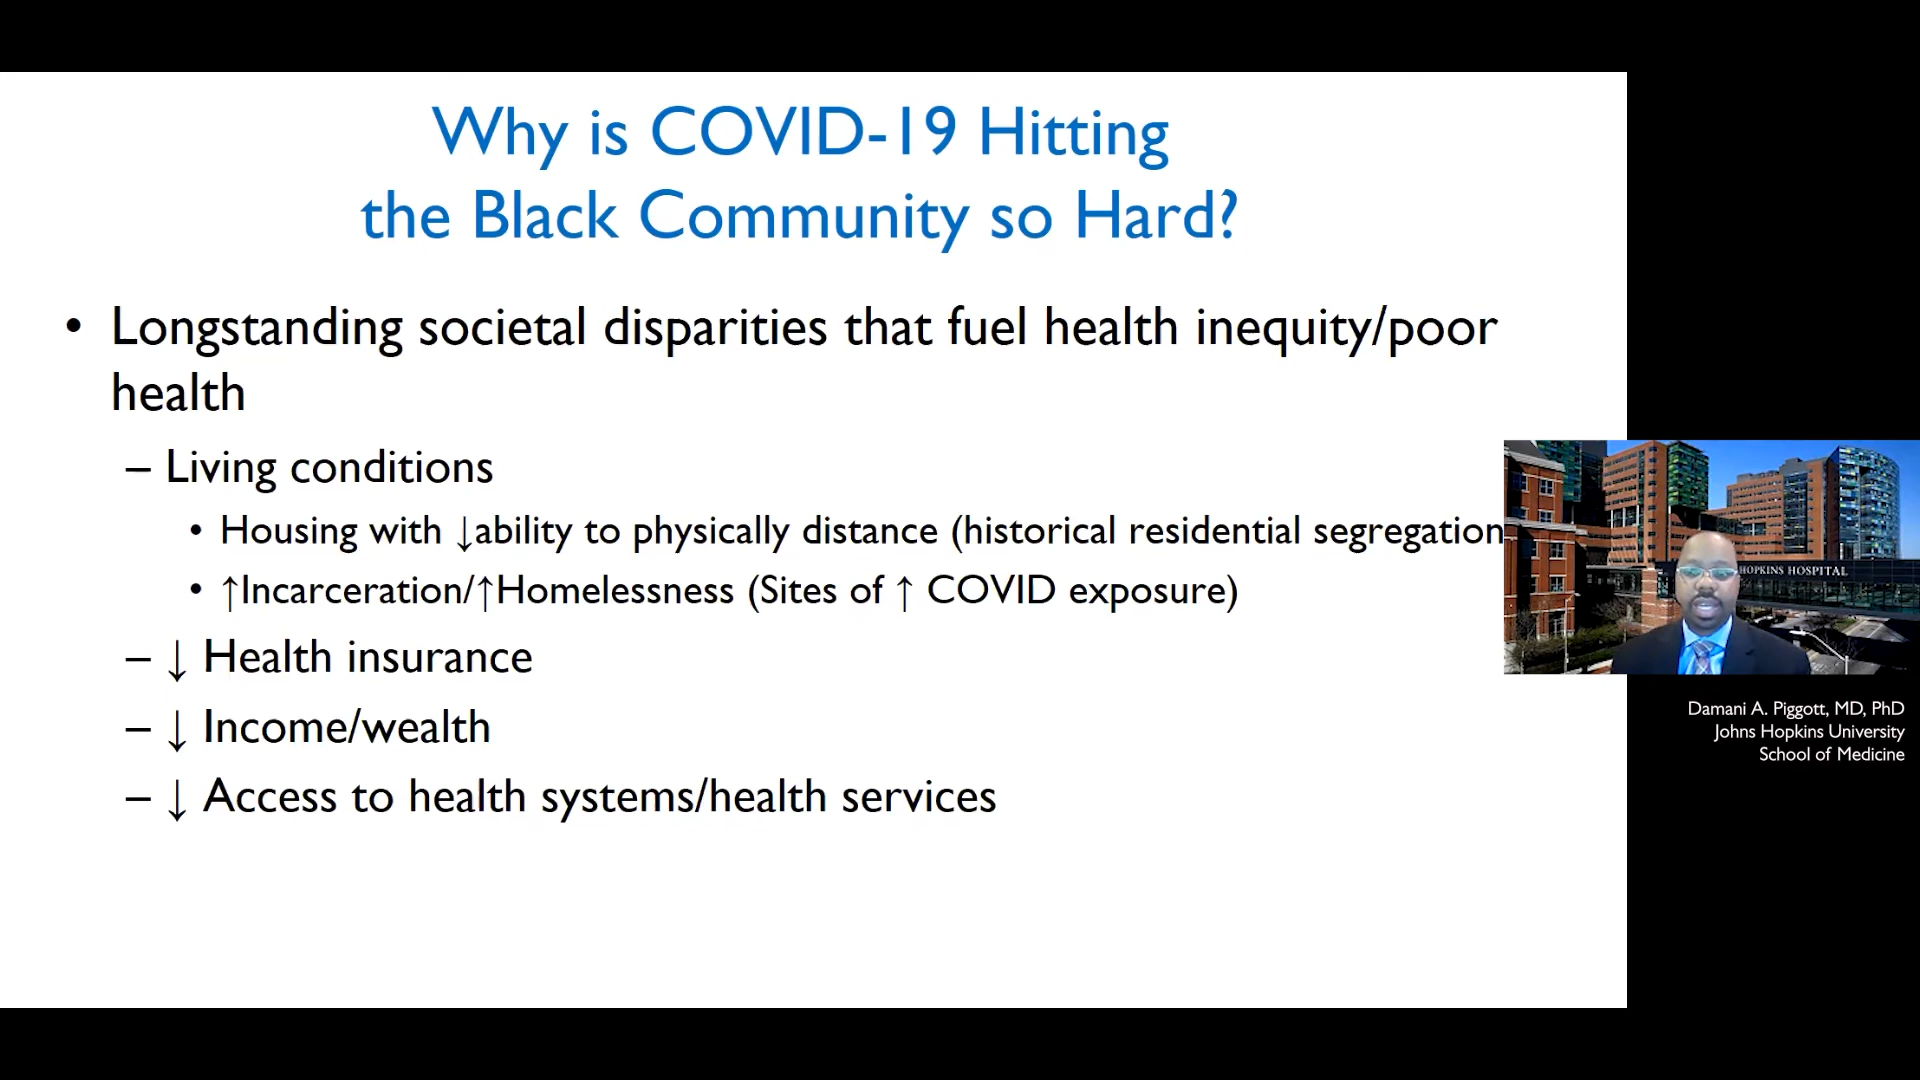 Why is COVID-19 Hitting
the Black Community so Hard?
• Longstanding societal disparities that fuel health inequity/poor
health
– Living conditions
• Housing with ↓ability to physically distance (historical residential segregation
• ↑Incarceration/↑Homelessness (Sites of ↑ COVID exposure)
– ↓ Health insurance
– ↓ Income/wealth
– ↓ Access to health systems/health services
HOPKINS HOSPITAL
Damani A. Piggott, MD, PhD
Johns Hopkins University
School of Medicine